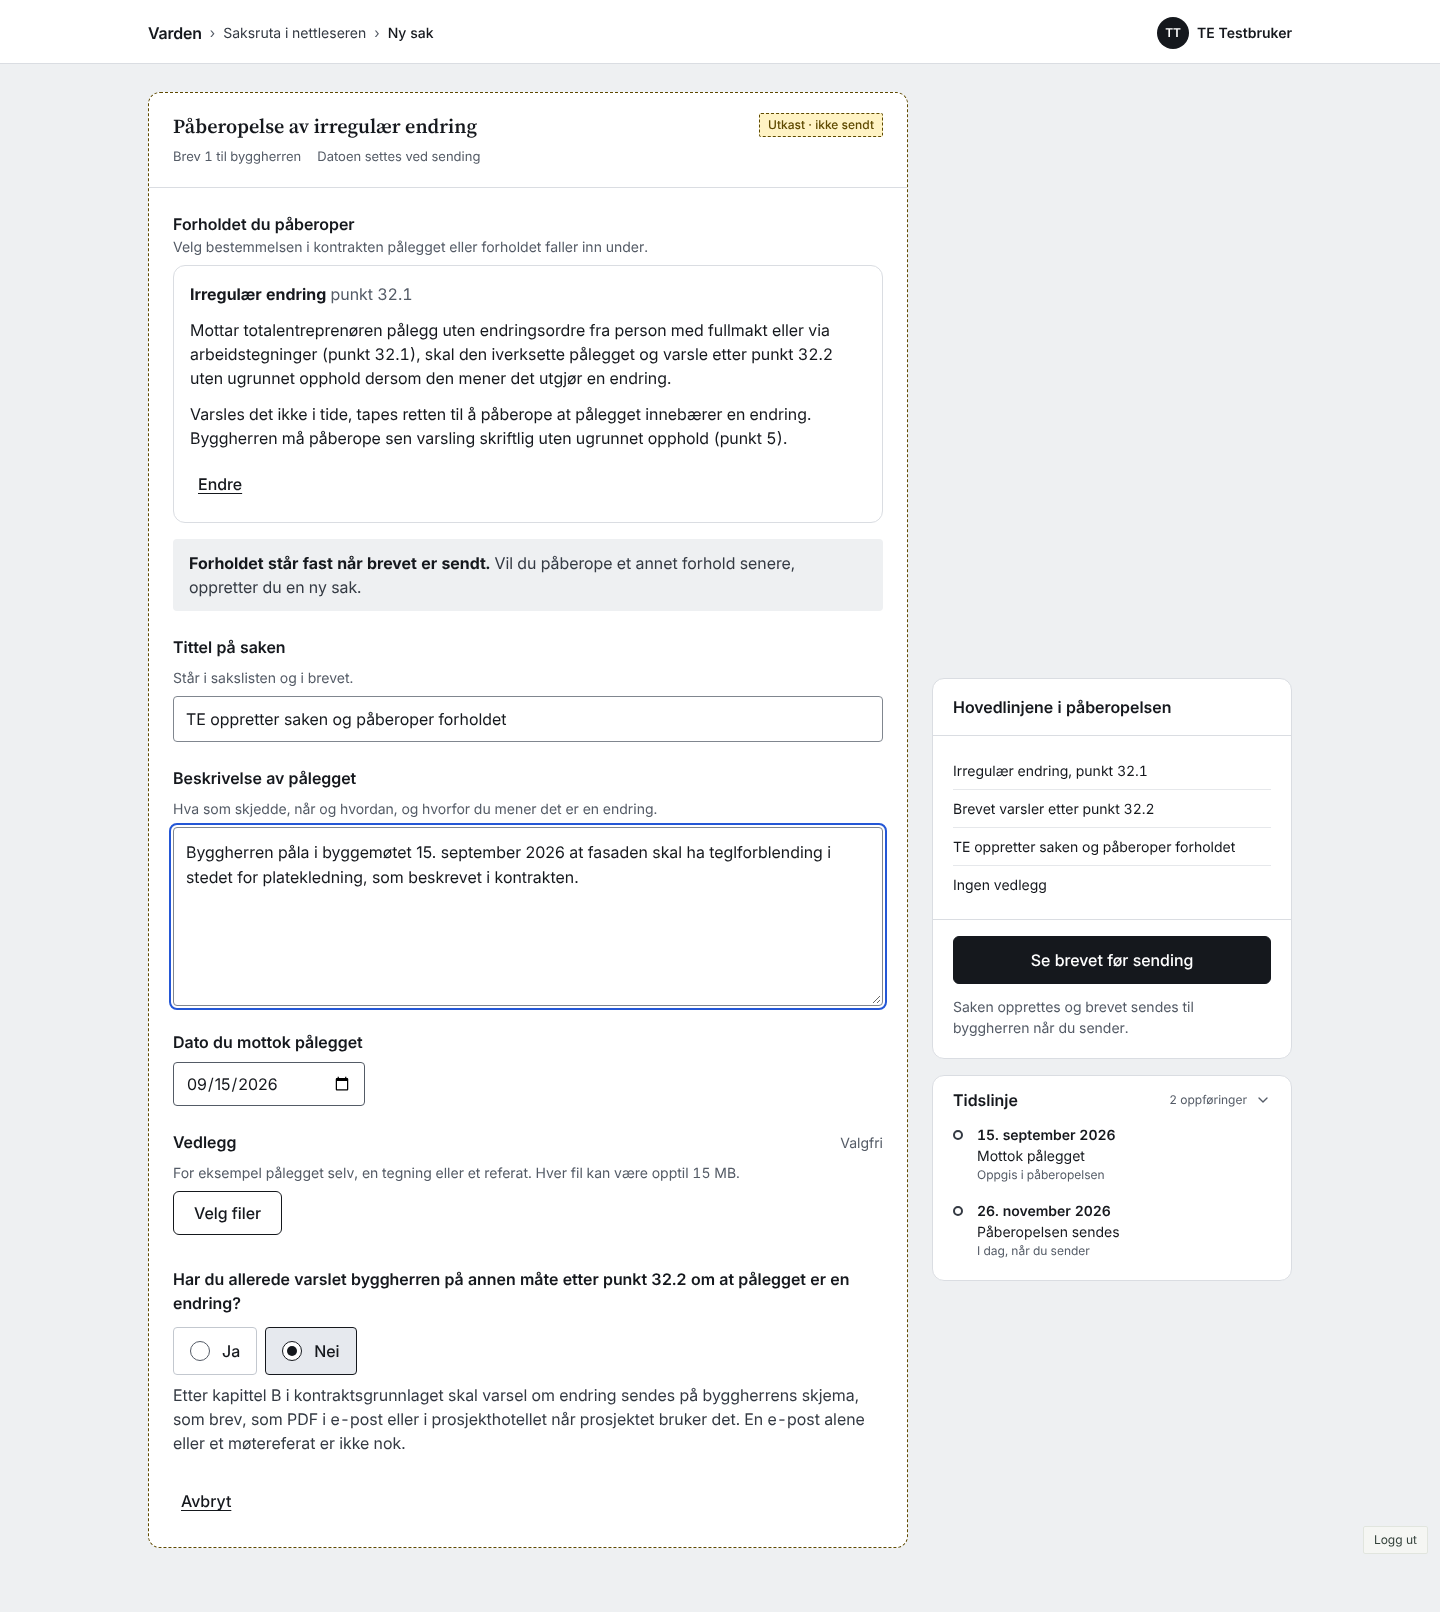 Varden › Saksruta i nettleseren › Ny sak
TT TE Testbruker
Påberopelse av irregulær endring
Utkast · ikke sendt
Brev 1 til byggherren Datoen settes ved sending
Forholdet du påberoper
Velg bestemmelsen i kontrakten pålegget eller forholdet faller inn under.
Irregulær endring punkt 32.1
Mottar totalentreprenøren pålegg uten endringsordre fra person med fullmakt eller via
arbeidstegninger (punkt 32.1), skal den iverksette pålegget og varsle etter punkt 32.2
uten ugrunnet opphold dersom den mener det utgjør en endring.
Varsles det ikke i tide, tapes retten til å påberope at pålegget innebærer en endring.
Byggherren må påberope sen varsling skriftlig uten ugrunnet opphold (punkt 5).
Endre
Forholdet står fast når brevet er sendt. Vil du påberope et annet forhold senere,
oppretter du en ny sak.
Tittel på saken
Står i sakslisten og i brevet.
TE oppretter saken og påberoper forholdet
Beskrivelse av pålegget
Hva som skjedde, når og hvordan, og hvorfor du mener det er en endring.
Byggherren påla i byggemøtet 15. september 2026 at fasaden skal ha teglforblending i
stedet for platekledning, som beskrevet i kontrakten.
Dato du mottok pålegget
09/15/2026
Vedlegg
Valgfri
For eksempel pålegget selv, en tegning eller et referat. Hver fil kan være opptil 15 MB.
Velg filer
Har du allerede varslet byggherren på annen måte etter punkt 32.2 om at pålegget er en
endring?
Ja
Nei
Etter kapittel B i kontraktsgrunnlaget skal varsel om endring sendes på byggherrens skjema,
som brev, som PDF i e-post eller i prosjekthotellet når prosjektet bruker det. En e-post alene
eller et møtereferat er ikke nok.
Avbryt
Hovedlinjene i påberopelsen
Irregulær endring, punkt 32.1
Brevet varsler etter punkt 32.2
TE oppretter saken og påberoper forholdet
Ingen vedlegg
Se brevet før sending
Saken opprettes og brevet sendes til
byggherren når du sender.
Tidslinje
2 oppføringer
15. september 2026
Mottok pålegget
Oppgis i påberopelsen
26. november 2026
Påberopelsen sendes
I dag, når du sender
Logg ut